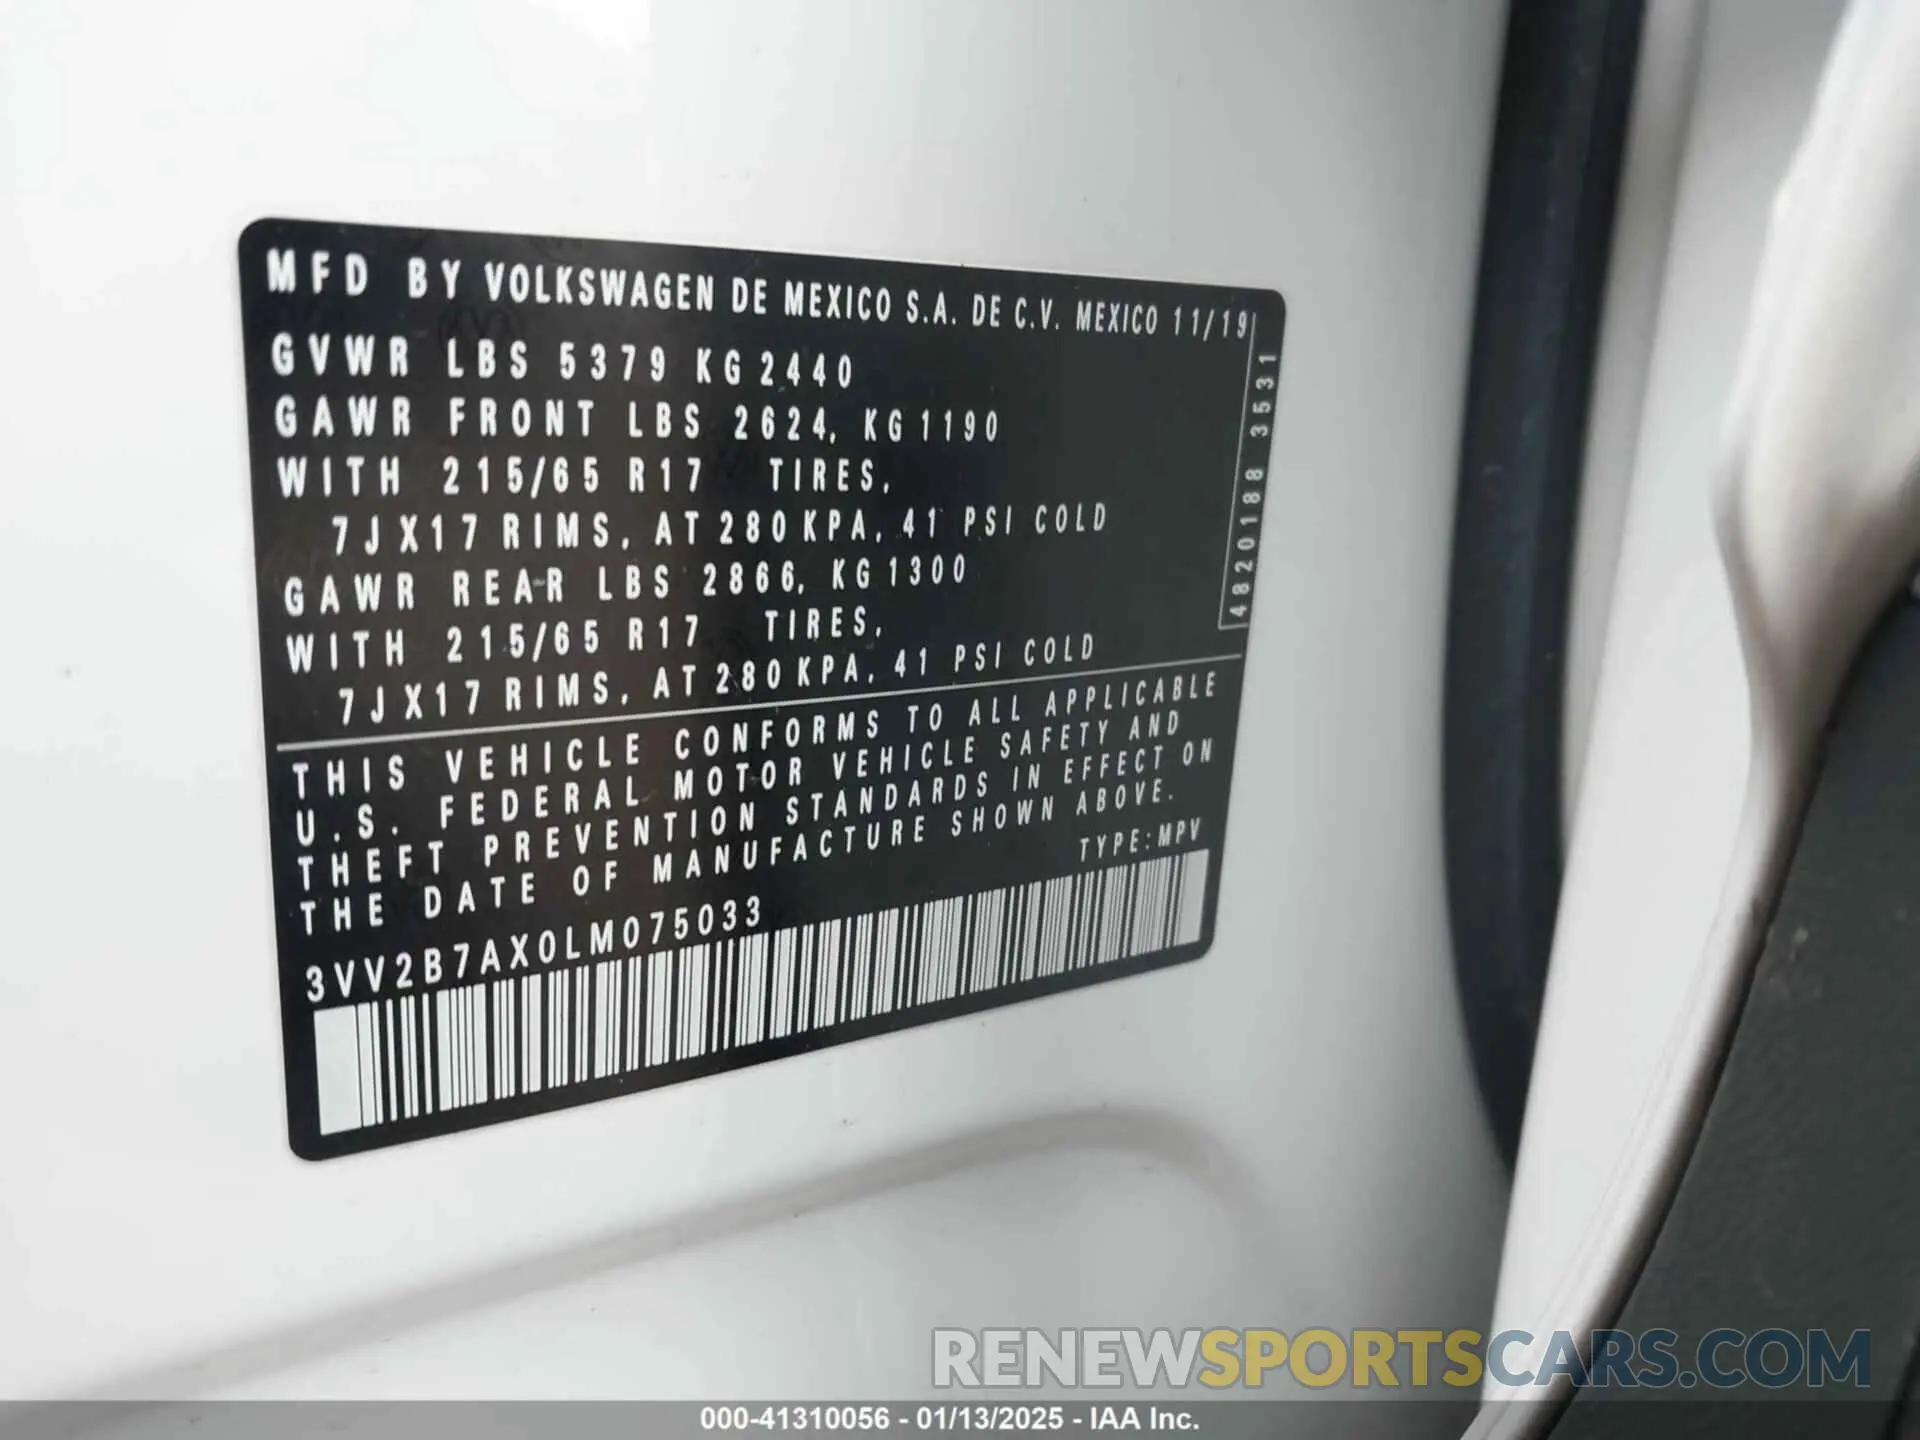 MFD BY VOLKSWAGEN DE MEXICO S.A. DE C.V. MEXICO 11/19
GVWR LBS 5379 KG 2440
GAWR FRONT LBS 2624, KG 1190
WITH 215/65 R17 TIRES,
7JX17 RIMS, AT 280 KPA, 41 PSI COLD
GAWR REAR LBS 2866, KG 1300
WITH 215/65 R17 TIRES,
7JX17 RIMS, AT 280 KPA, 41 PSI COLD
4820188 3531
THIS VEHICLE CONFORMS TO ALL APPLICABLE
U.S. FEDERAL MOTOR VEHICLE SAFETY AND
THEFT PREVENTION STANDARDS IN EFFECT ON
THE DATE OF MANUFACTURE SHOWN ABOVE.
TYPE: MPV
3VV2B7AX0LM075033
RENEWSPORTSCARS.COM
000-41310056 - 01/13/2025 - IAA Inc.